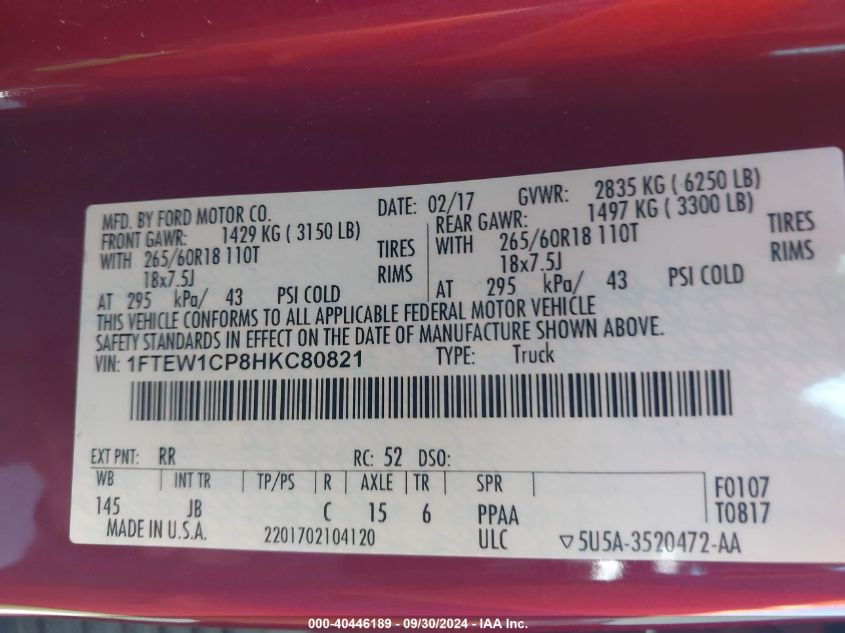 MFD. BY FORD MOTOR CO. DATE: 02/17 GVWR: 2835 KG ( 6250 LB)
FRONT GAWR: 1429 KG ( 3150 LB) REAR GAWR: 1497 KG ( 3300 LB)
WITH 265/60R18 110T TIRES WITH 265/60R18 110T TIRES
18x7.5J RIMS 18x7.5J RIMS
AT 295 kPa/ 43 PSI COLD AT 295 kPa/ 43 PSI COLD
THIS VEHICLE CONFORMS TO ALL APPLICABLE FEDERAL MOTOR VEHICLE
SAFETY STANDARDS IN EFFECT ON THE DATE OF MANUFACTURE SHOWN ABOVE.
VIN: 1FTEW1CP8HKC80821 TYPE: Truck
EXT PNT: RR RC: 52 DSO:
WB INT TR TP/PS R AXLE TR SPR F0107
145 JB C 15 6 PPAA T0817
MADE IN U.S.A. 2201702104120 ULC ▽5U5A-3520472-AA
000-40446189 - 09/30/2024 - IAA Inc.